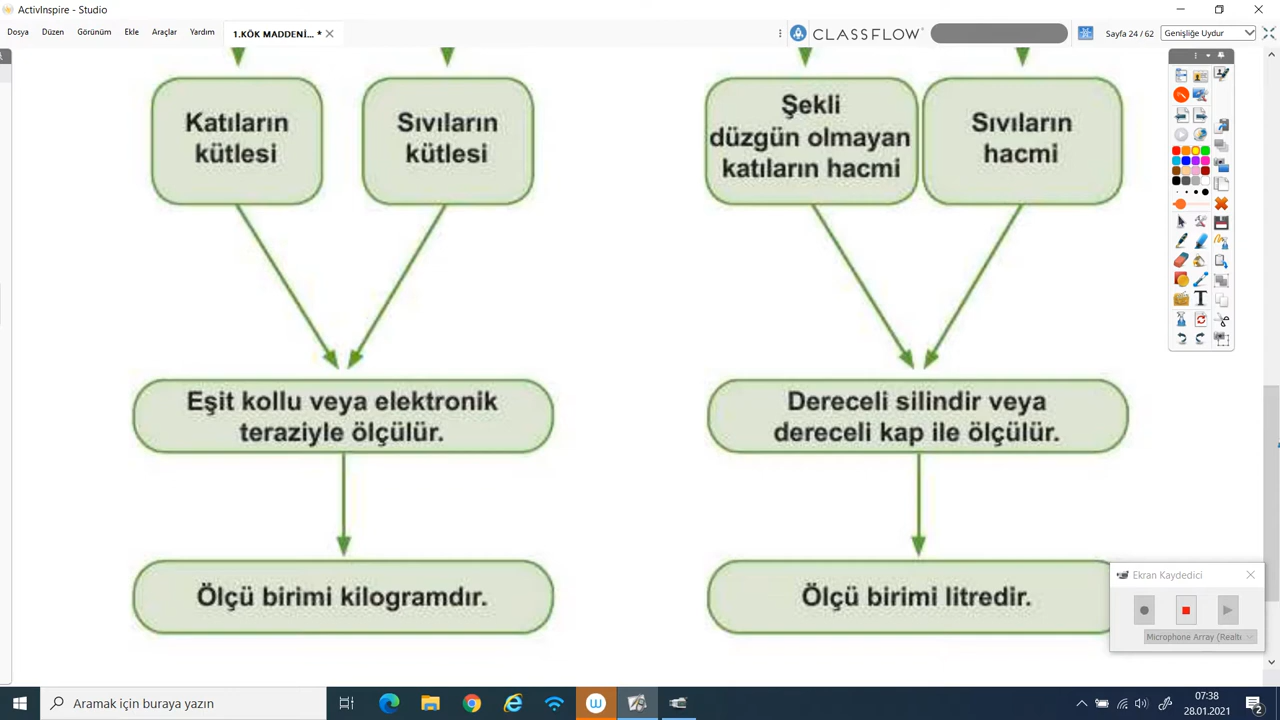 ActivInspire - Studio
Dosya Düzen Görünüm Ekle Araçlar Yardım
1.KÖK MADDENİ... *
CLASSFLOW
Sayfa 24 / 62
Genişliğe Uydur
Katıların
kütlesi
Sıvıların
kütlesi
Şekli
düzgün olmayan
katıların hacmi
Sıvıların
hacmi
Eşit kollu veya elektronik
teraziyle ölçülür.
Dereceli silindir veya
dereceli kap ile ölçülür.
Ölçü birimi kilogramdır.
Ölçü birimi litredir.
Ekran Kaydedici
Microphone Array (Realte
Aramak için buraya yazın
07:38
28.01.2021
2